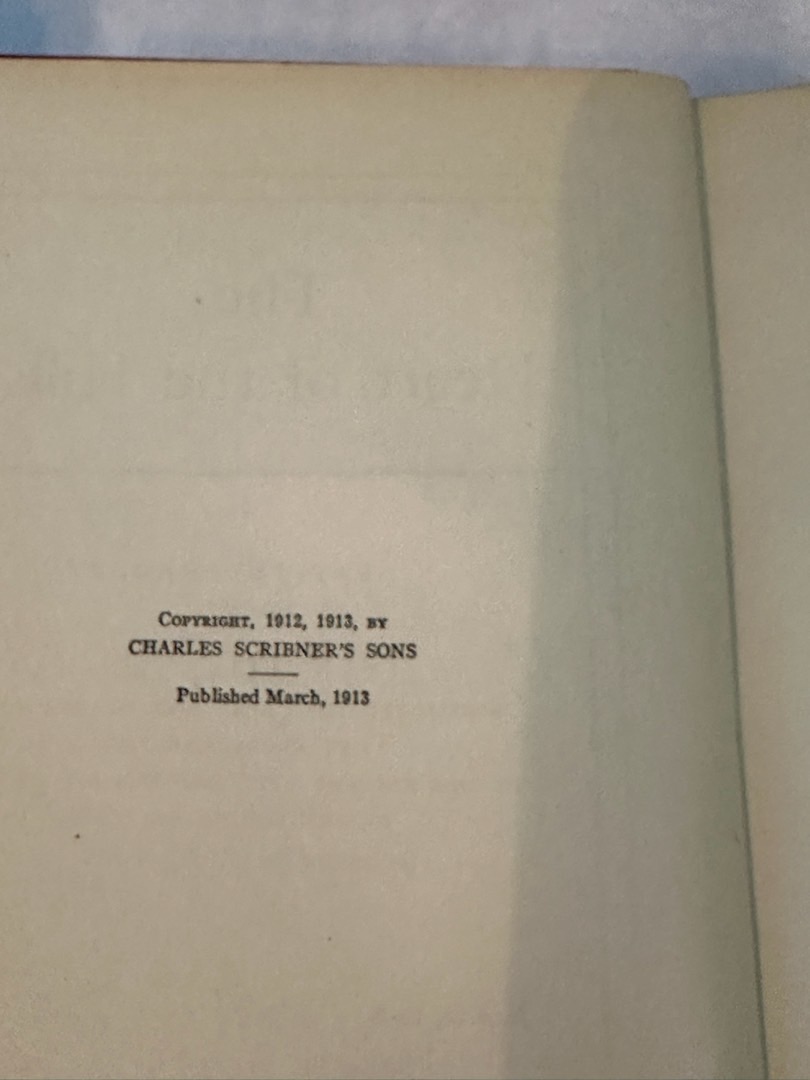 COPYRIGHT, 1912, 1913, BY
CHARLES SCRIBNER'S SONS
Published March, 1913